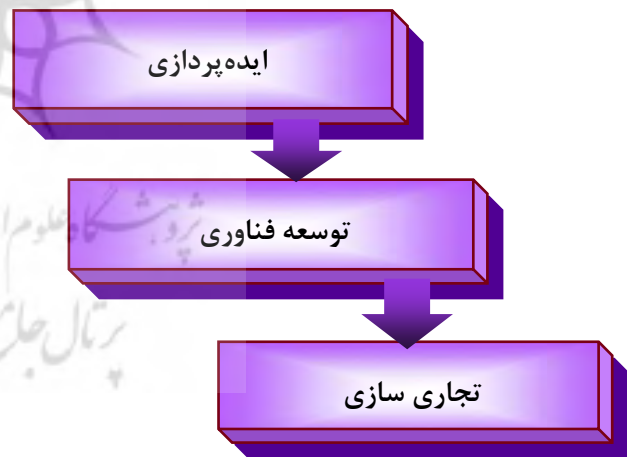 ایده‌پردازی
توسعه فناوری
تجاری سازی